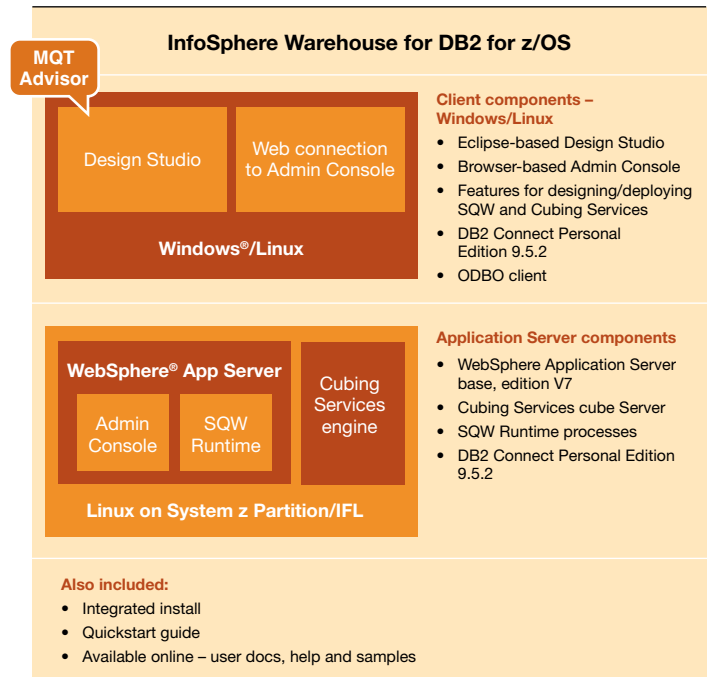 InfoSphere Warehouse for DB2 for z/OS
MQT
Advisor
Design Studio
Web connection
to Admin Console
Windows®/Linux
Client components –
Windows/Linux
• Eclipse-based Design Studio
• Browser-based Admin Console
• Features for designing/deploying
SQW and Cubing Services
• DB2 Connect Personal
Edition 9.5.2
• ODBO client
WebSphere® App Server
Admin
Console
SQW
Runtime
Cubing
Services
engine
Linux on System z Partition/IFL
Application Server components
• WebSphere Application Server
base, edition V7
• Cubing Services cube Server
• SQW Runtime processes
• DB2 Connect Personal Edition
9.5.2
Also included:
• Integrated install
• Quickstart guide
• Available online – user docs, help and samples